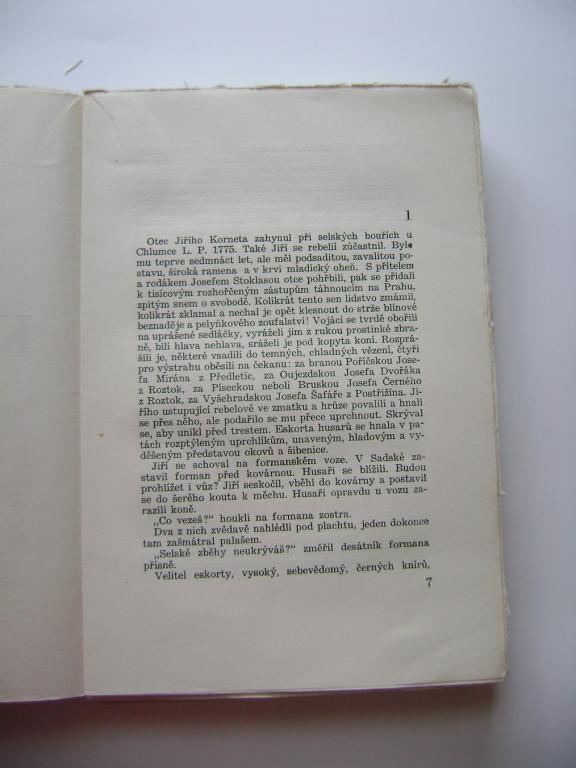 1
Otec Jiřího Korneta zahynul při selských bouřích u
Chlumce L. P. 1775. Také Jiří se rebelií zúčastnil. Bylo
mu teprve sedmnáct let, ale měl podsaditou, zavalitou po-
stavu, široká ramena a v krvi mladický oheň. S přítelem
a rodákem Josefem Stoklasou otce pohřbili, pak se přidali
k tisícovým rozhořčeným zástupům táhnoucím na Prahu,
zpitým snem o svobodě. Kolikrát tento sen lidstvo zmámil,
kolikrát zklamal a nechal je opět klesnout do strže blínové
beznaděje a pelyňkového zoufalství! Vojáci se tvrdě obořili
na uprášené sedláčky, vyráželi jim z rukou prostinké zbra-
ně, bili hlava nehlava, sráželi je pod kopyta koní. Rozprá-
šili je, některé vsadili do temných, chladných vězení, čtyři
pro výstrahu oběsili na čekanu: za branou Poříčskou Jose-
fa Mirána z Předletic, za Oujezdskou Josefa Dvořáka
z Roztok, za Píseckou neboli Bruskou Josefa Černého
z Roztok, za Vyšehradskou Josefa Šafáře z Postřižína. Ji-
řího ustupující rebelové ve zmatku a hrůze povalili a hnali
se přes něho, ale podařilo se mu přece uprchnout. Skrýval
se, aby unikl před trestem. Eskorta husarů se hnala v pa-
tách rozptýleným uprchlíkům, unaveným, hladovým a vy-
děšeným představou okovů a šibenice.
Jiří se schoval na formanském voze. V Sadské za-
stavil forman před kovárnou. Husaři se blížili. Budou
prohlížet i vůz? Jiří seskočil, vběhl do kovárny a postavil
se do šerého kouta k měchu. Husaři opravdu u vozu za-
razili koně.
„Co vezeš?“ houkli na formana zostra.
Dva z nich zvědavě nahlédli pod plachtu, jeden dokonce
tam zašmátral palašem.
„Selské zběhy neukrýváš?“ změřil desátník formana
přísně.
Velitel eskorty, vysoký, sebevědomý, černých knírů,
7